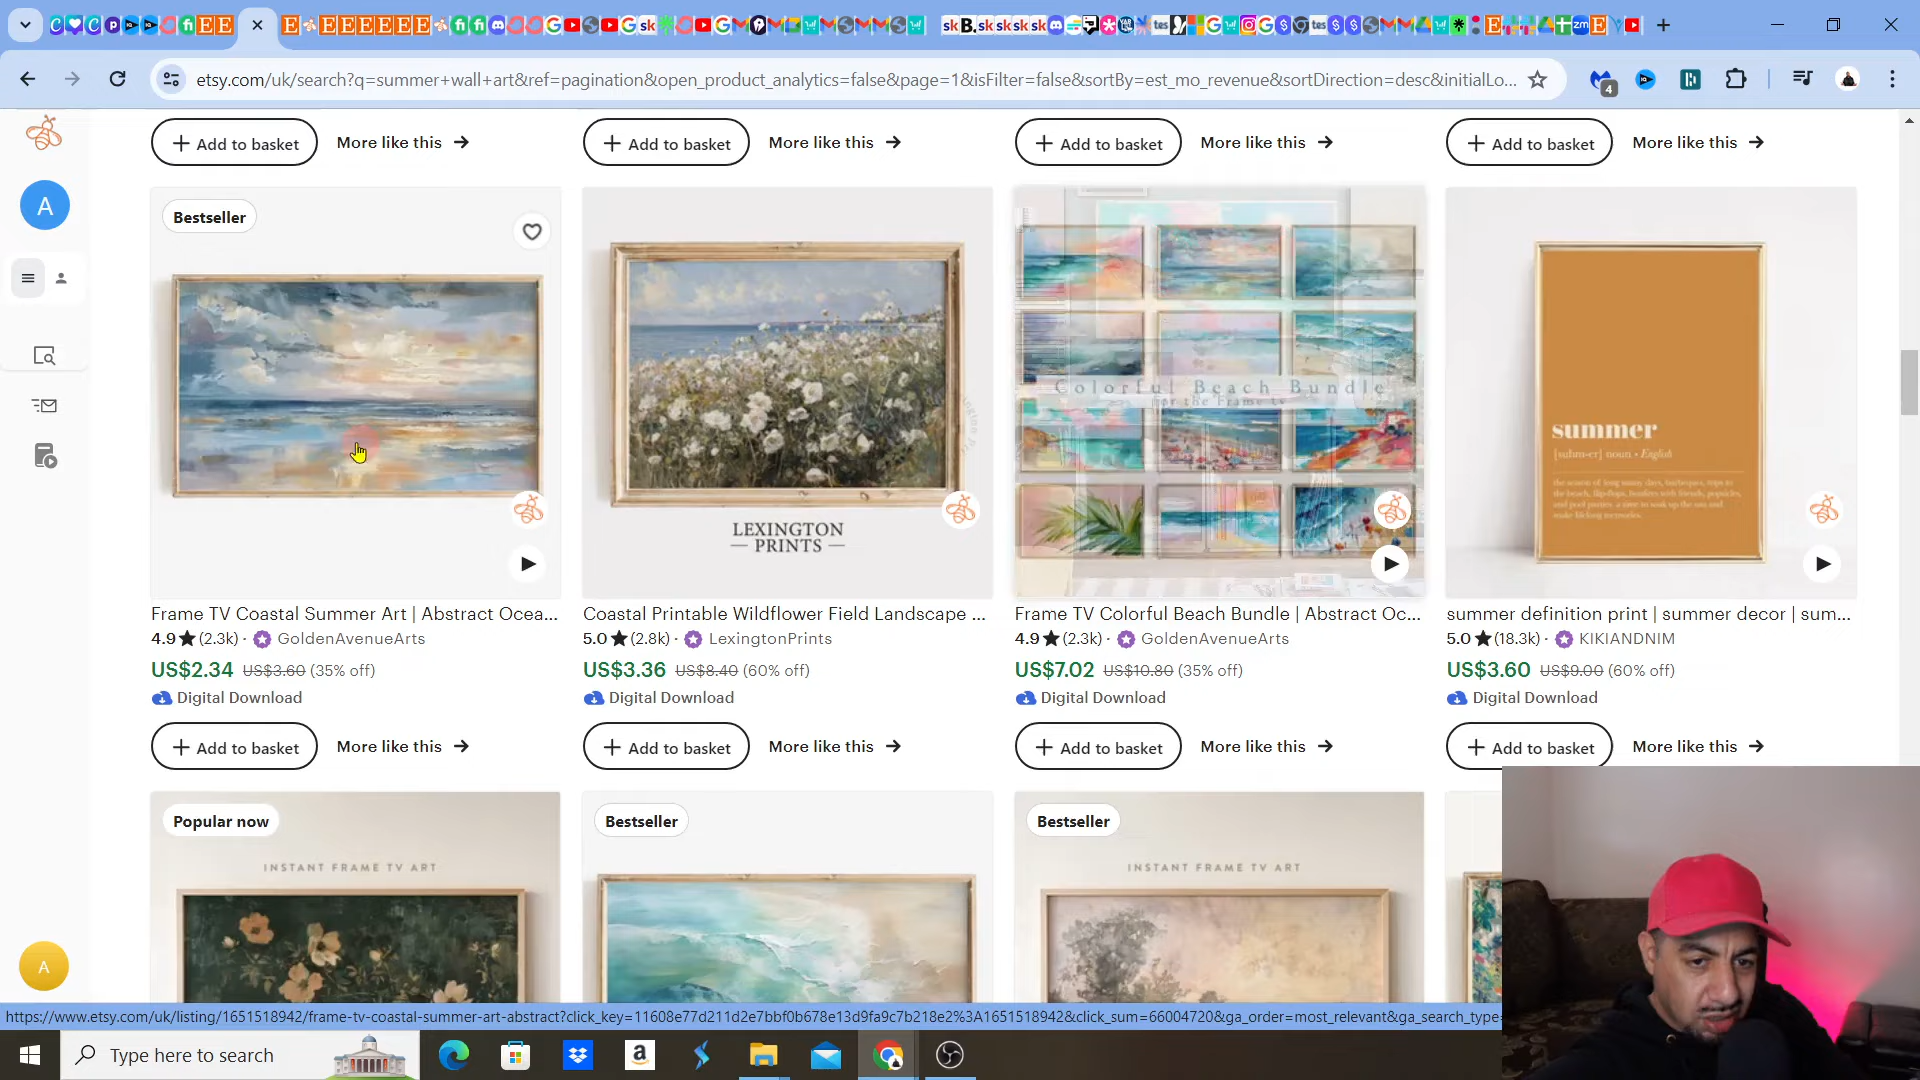 etsy.com/uk/search?q=summer+wall+art&ref=pagination&open_product_analytics=false&page=1&isFilter=false&sortBy=est_mo_revenue&sortDirection=desc&initialLo...
4
Add to basket
More like this →
Add to basket
More like this →
Add to basket
More like this →
Add to basket
More like this →
A
Bestseller
LEXINGTON
— PRINTS —
Colorful Beach Bundle
for the Frame tv
summer
[suhm-er] noun • English
Frame TV Coastal Summer Art | Abstract Ocea...
4.9★(2.3k) · GoldenAvenueArts
US$2.34 US$3.60 (35% off)
Digital Download
Add to basket
More like this →
Coastal Printable Wildflower Field Landscape ...
5.0★(2.8k) · LexingtonPrints
US$3.36 US$8.40 (60% off)
Digital Download
Add to basket
More like this →
Frame TV Colorful Beach Bundle | Abstract Oc...
4.9★(2.3k) · GoldenAvenueArts
US$7.02 US$10.80 (35% off)
Digital Download
Add to basket
More like this →
summer definition print | summer decor | sum...
5.0★(18.3k) · KIKIANDNIM
US$3.60 US$9.00 (60% off)
Digital Download
Add to basket
More like this →
Popular now
INSTANT FRAME TV ART
Bestseller
Bestseller
INSTANT FRAME TV ART
A
https://www.etsy.com/uk/listing/1651518942/frame-tv-coastal-summer-art-abstract?click_key=11608e77d211d2e7bbf0b678e13d9fa9c7b218e2%3A1651518942&click_sum=66004720&ga_order=most_relevant&ga_search_type=
Type here to search